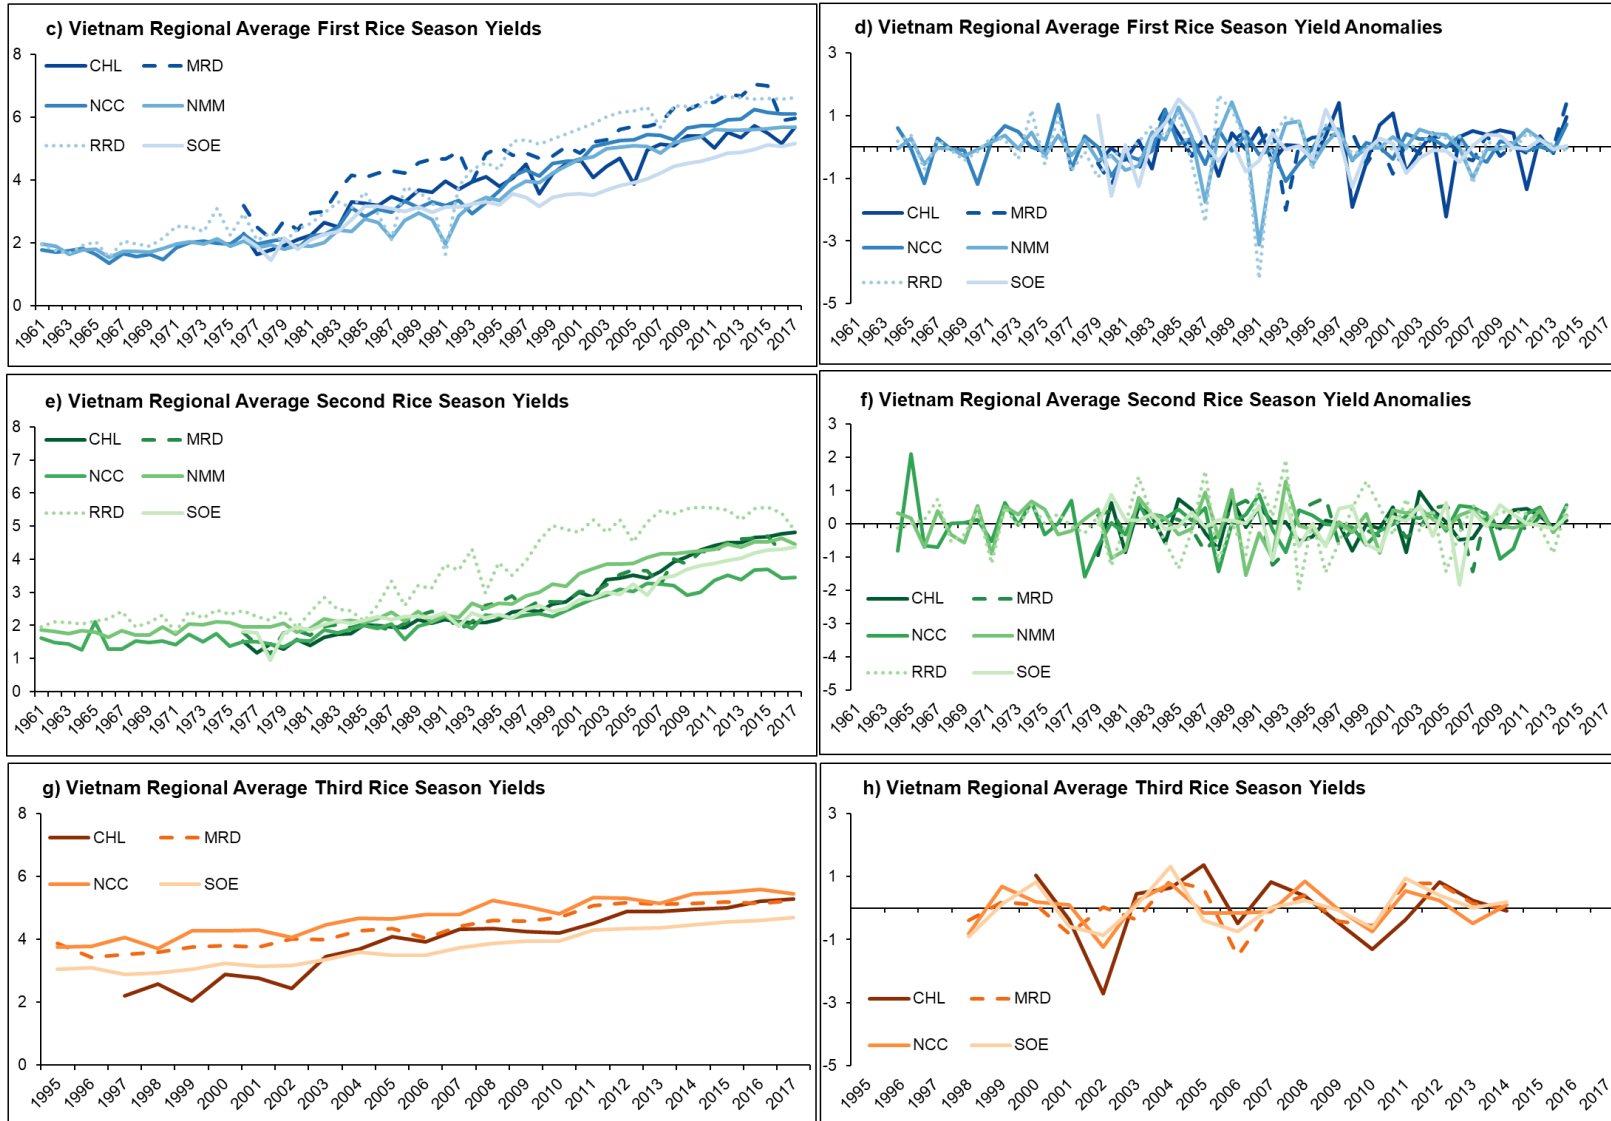 c) Vietnam Regional Average First Rice Season Yields
8
6
4
2
0
CHL MRD
NCC NMM
RRD SOE
1961 1963 1965 1967 1969 1971 1973 1975 1977 1979 1981 1983 1985 1987 1989 1991 1993 1995 1997 1999 2001 2003 2005 2007 2009 2011 2013 2015 2017
d) Vietnam Regional Average First Rice Season Yield Anomalies
3
1
-1
-3
-5
CHL MRD
NCC NMM
RRD SOE
1961 1963 1965 1967 1969 1971 1973 1975 1977 1979 1981 1983 1985 1987 1989 1991 1993 1995 1997 1999 2001 2003 2005 2007 2009 2011 2013 2015 2017
e) Vietnam Regional Average Second Rice Season Yields
8
7
6
5
4
3
2
1
0
CHL MRD
NCC NMM
RRD SOE
1961 1963 1965 1967 1969 1971 1973 1975 1977 1979 1981 1983 1985 1987 1989 1991 1993 1995 1997 1999 2001 2003 2005 2007 2009 2011 2013 2015 2017
f) Vietnam Regional Average Second Rice Season Yield Anomalies
3
2
1
0
-1
-2
-3
-4
-5
CHL MRD
NCC NMM
RRD SOE
1961 1963 1965 1967 1969 1971 1973 1975 1977 1979 1981 1983 1985 1987 1989 1991 1993 1995 1997 1999 2001 2003 2005 2007 2009 2011 2013 2015 2017
g) Vietnam Regional Average Third Rice Season Yields
8
6
4
2
0
CHL MRD
NCC SOE
1995 1996 1997 1998 1999 2000 2001 2002 2003 2004 2005 2006 2007 2008 2009 2010 2011 2012 2013 2014 2015 2016 2017
h) Vietnam Regional Average Third Rice Season Yields
3
1
-1
-3
-5
CHL MRD
NCC SOE
1995 1996 1997 1998 1999 2000 2001 2002 2003 2004 2005 2006 2007 2008 2009 2010 2011 2012 2013 2014 2015 2016 2017